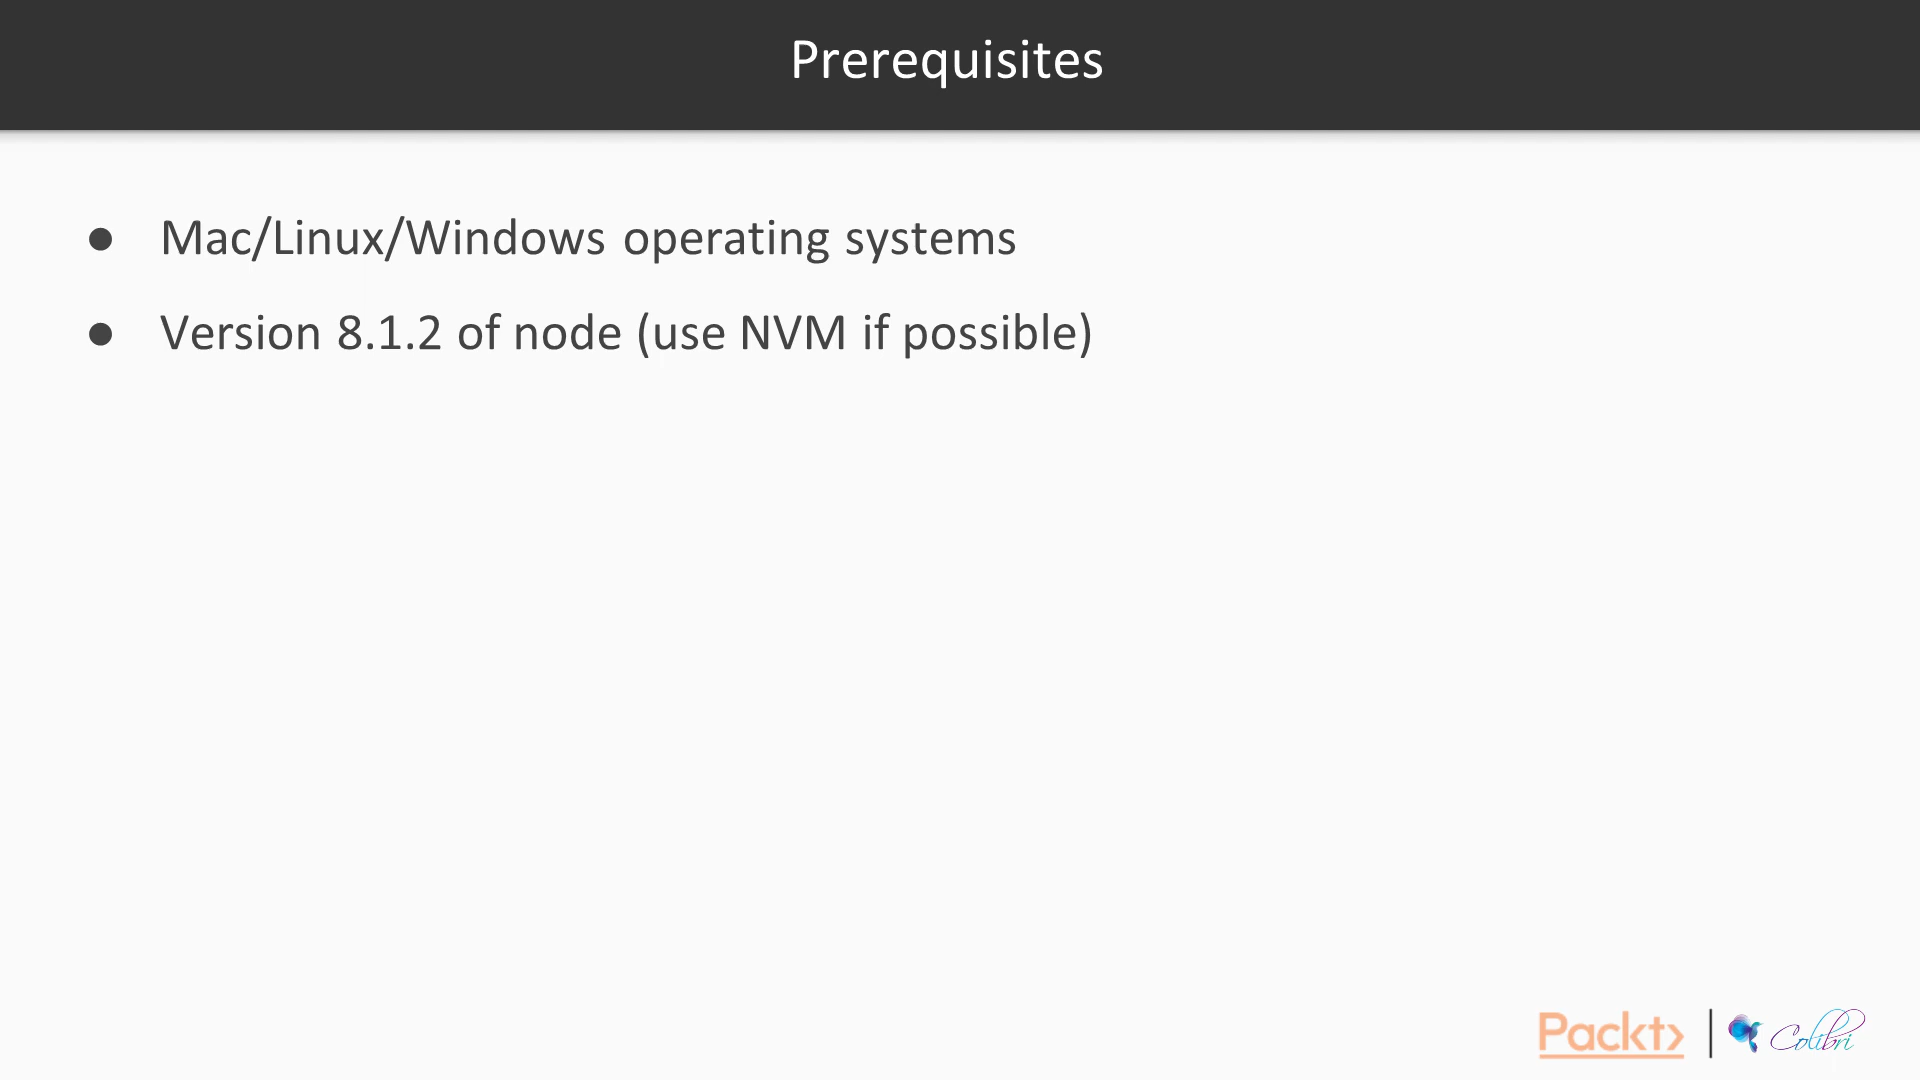 Prerequisites
● Mac/Linux/Windows operating systems
● Version 8.1.2 of node (use NVM if possible)
Packt> | Colibri